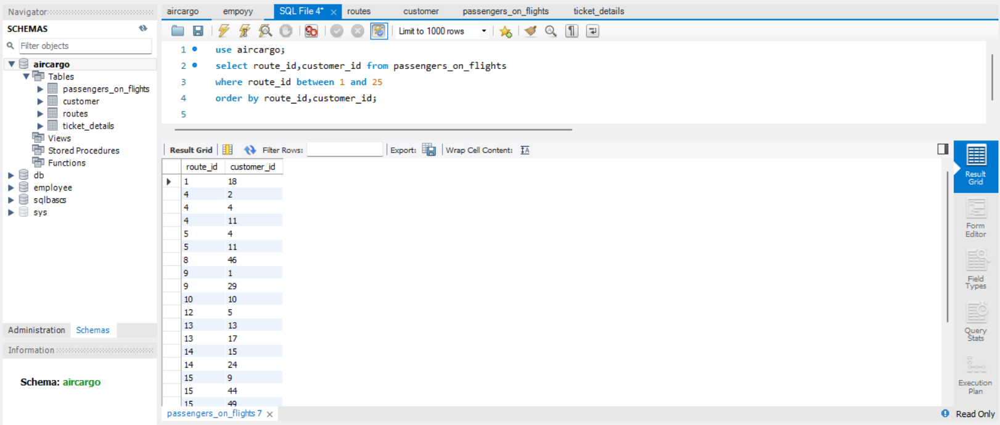 Navigator:
SCHEMAS
Filter objects
aircargo
Tables
passengers_on_flights
customer
routes
ticket_details
Views
Stored Procedures
Functions
db
employee
sqlbascs
sys
Administration Schemas
Information
Schema: aircargo
aircargo empoyy SQL File 4* × routes customer passengers_on_flights ticket_details
Limit to 1000 rows
1 use aircargo;
2 select route_id,customer_id from passengers_on_flights
3 where route_id between 1 and 25
4 order by route_id,customer_id;
5
Result Grid Filter Rows: Export: Wrap Cell Content: IA
route_id customer_id
1 18
4 2
4 4
4 11
5 4
5 11
8 46
9 1
9 29
10 10
12 5
13 13
13 17
14 15
14 24
15 9
15 44
15 49
passengers_on_flights 7 ×
Result
Grid
Form
Editor
Field
Types
Query
Stats
Execution
Plan
Read Only